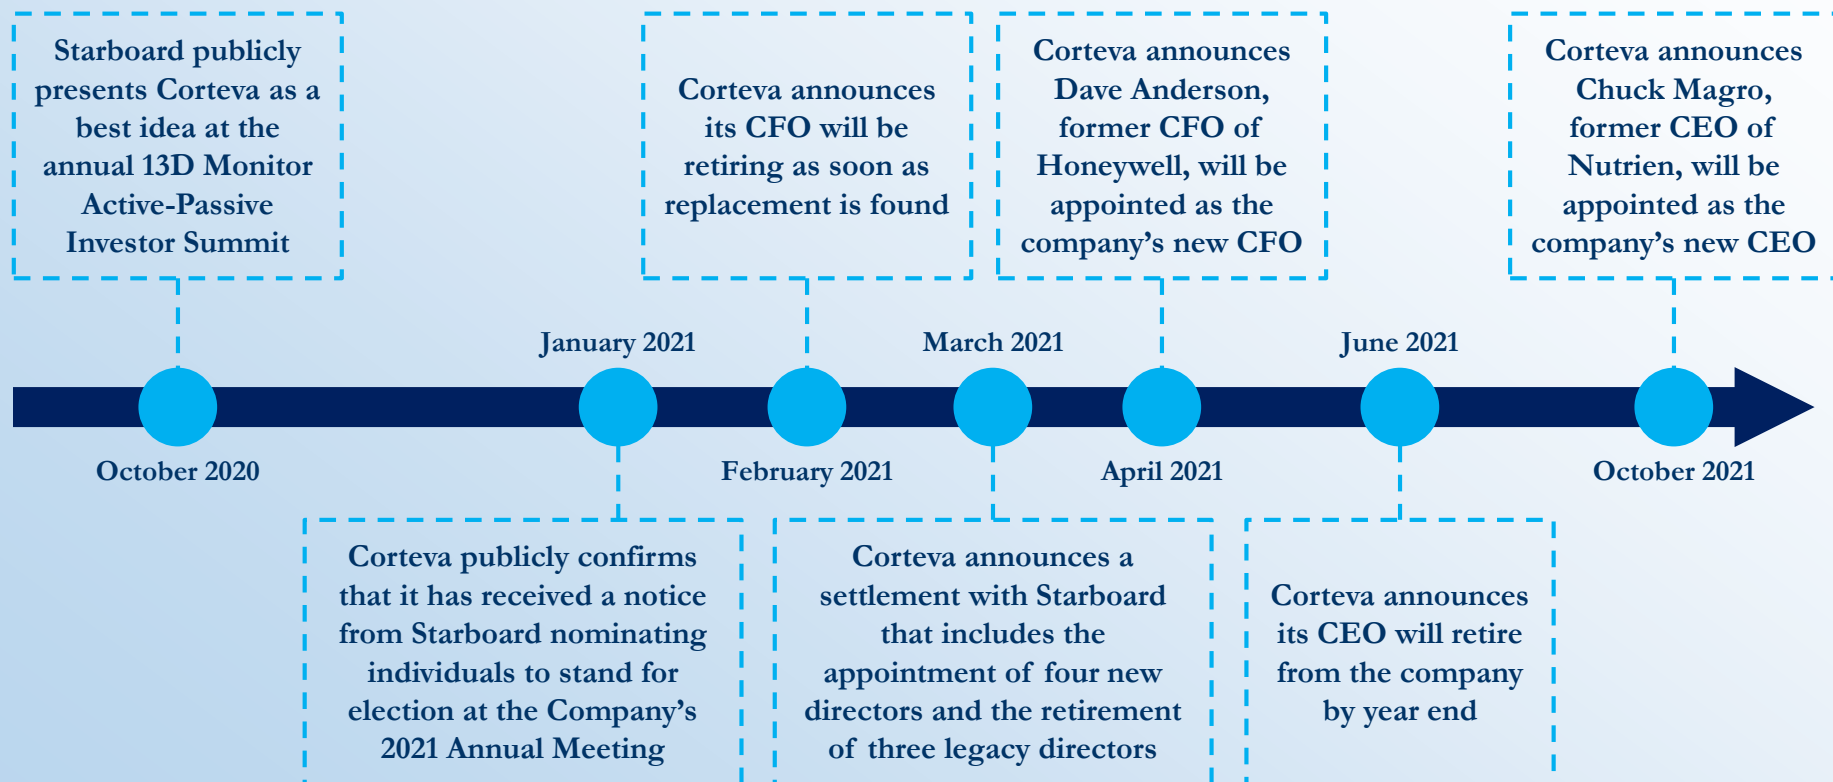 Starboard publicly
presents Corteva as a
best idea at the
annual 13D Monitor
Active-Passive
Investor Summit
Corteva announces
its CFO will be
retiring as soon as
replacement is found
Corteva announces
Dave Anderson,
former CFO of
Honeywell, will be
appointed as the
company’s new CFO
Corteva announces
Chuck Magro,
former CEO of
Nutrien, will be
appointed as the
company’s new CEO
January 2021
March 2021
June 2021
October 2020
February 2021
April 2021
October 2021
Corteva publicly confirms
that it has received a notice
from Starboard nominating
individuals to stand for
election at the Company’s
2021 Annual Meeting
Corteva announces a
settlement with Starboard
that includes the
appointment of four new
directors and the retirement
of three legacy directors
Corteva announces
its CEO will retire
from the company
by year end